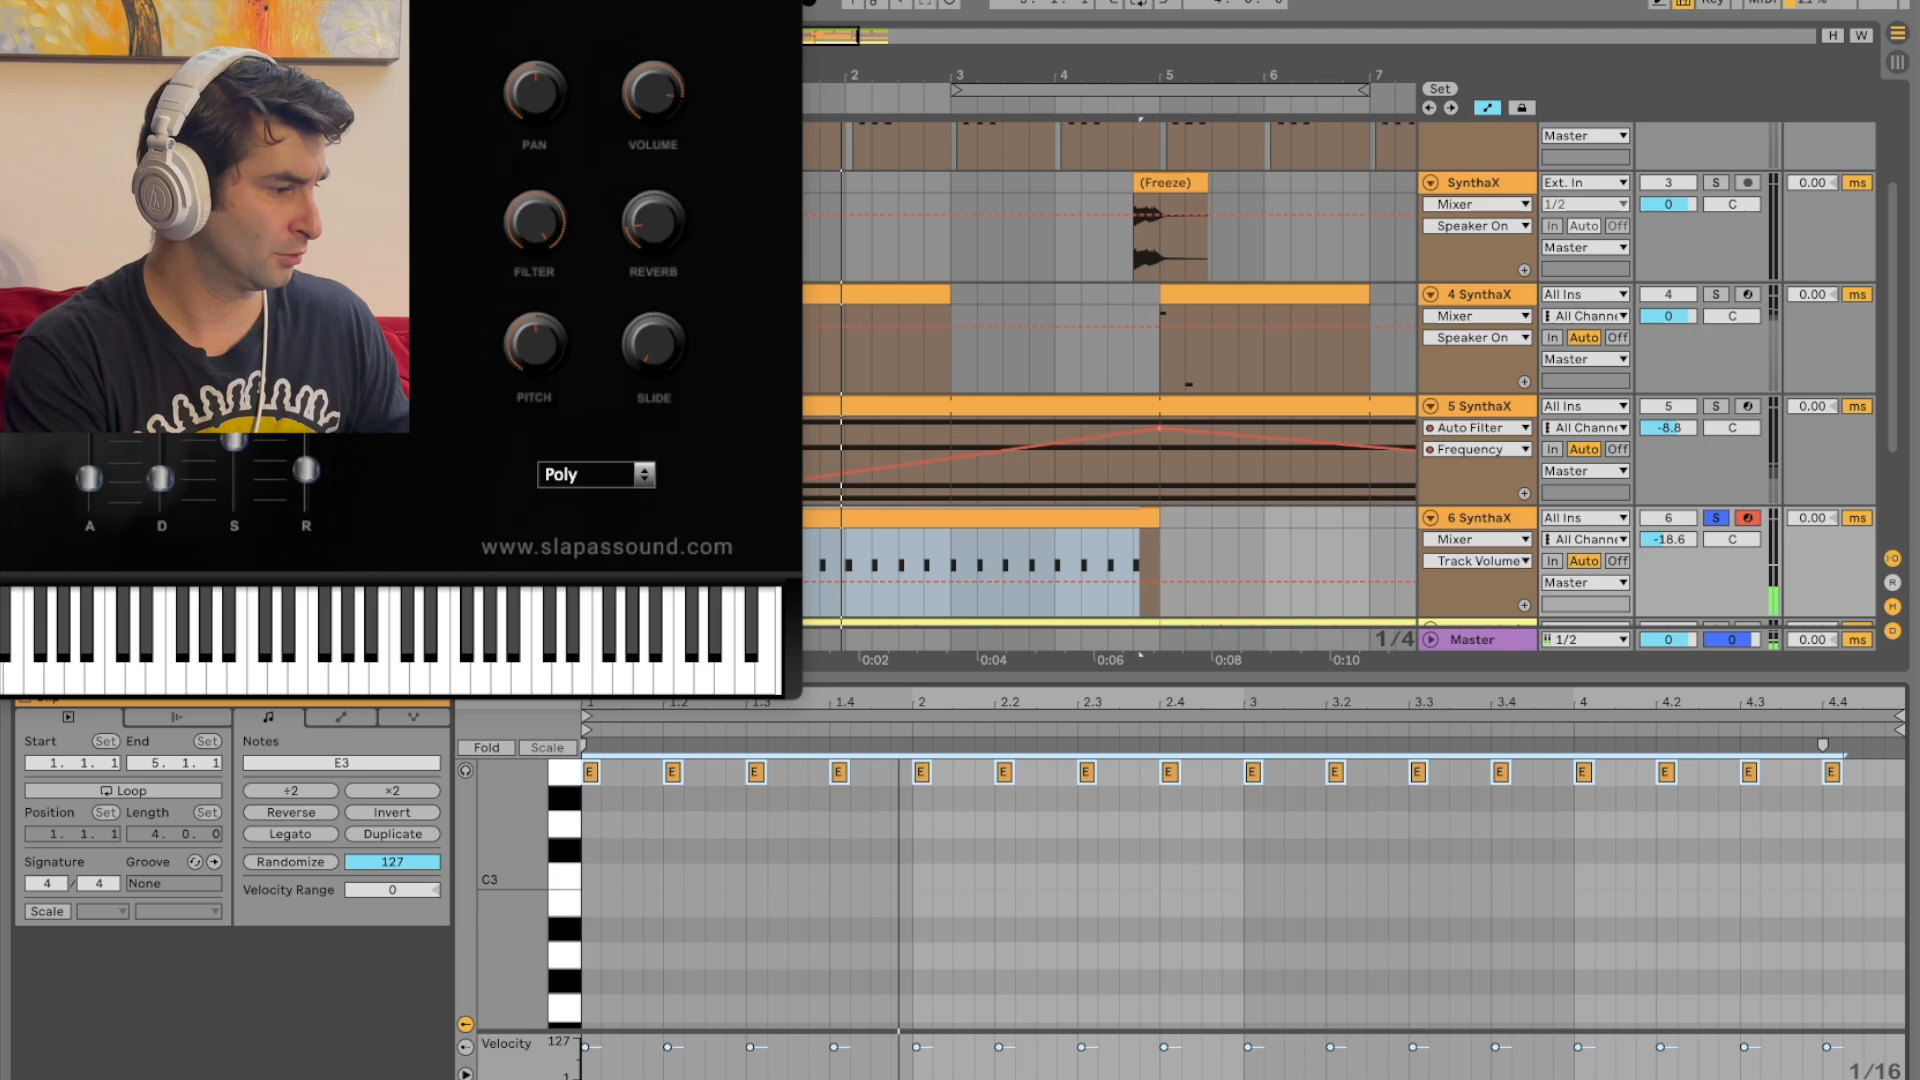 Key
MIDI
21 %
H W
2 3 4 5 6 7
Set
Master
(Freeze) SynthaX Ext. In 3 S 0.00 ms
Mixer 1/2 0 C
Speaker On In Auto Off
Master
4 SynthaX All Ins 4 S 0.00 ms
Mixer All Channe 0 C
Speaker On In Auto Off
Master
5 SynthaX All Ins 5 S 0.00 ms
Auto Filter All Channe -8.8 C
Frequency In Auto Off
Master
6 SynthaX All Ins 6 S 0.00 ms
Mixer All Channe -18.6 C
Track Volume In Auto Off
Master
1/4 Master 1/2 0 0 0.00 ms
0:02 0:04 0:06 0:08 0:10
R
M
D
PAN VOLUME
FILTER REVERB
PITCH SLIDE
Poly
A D S R
www.slapassound.com
Start Set End Set
1. 1. 1 5. 1. 1
Loop
Position Set Length Set
1. 1. 1 4. 0. 0
Signature Groove
4 / 4 None
Scale
Notes
E3
÷2 ×2
Reverse Invert
Legato Duplicate
Randomize 127
Velocity Range 0
1 1.2 1.3 1.4 2 2.2 2.3 2.4 3 3.2 3.3 3.4 4 4.2 4.3 4.4
Fold Scale
E E E E E E E E E E E E E E E E
C3
Velocity 127
1
1/16